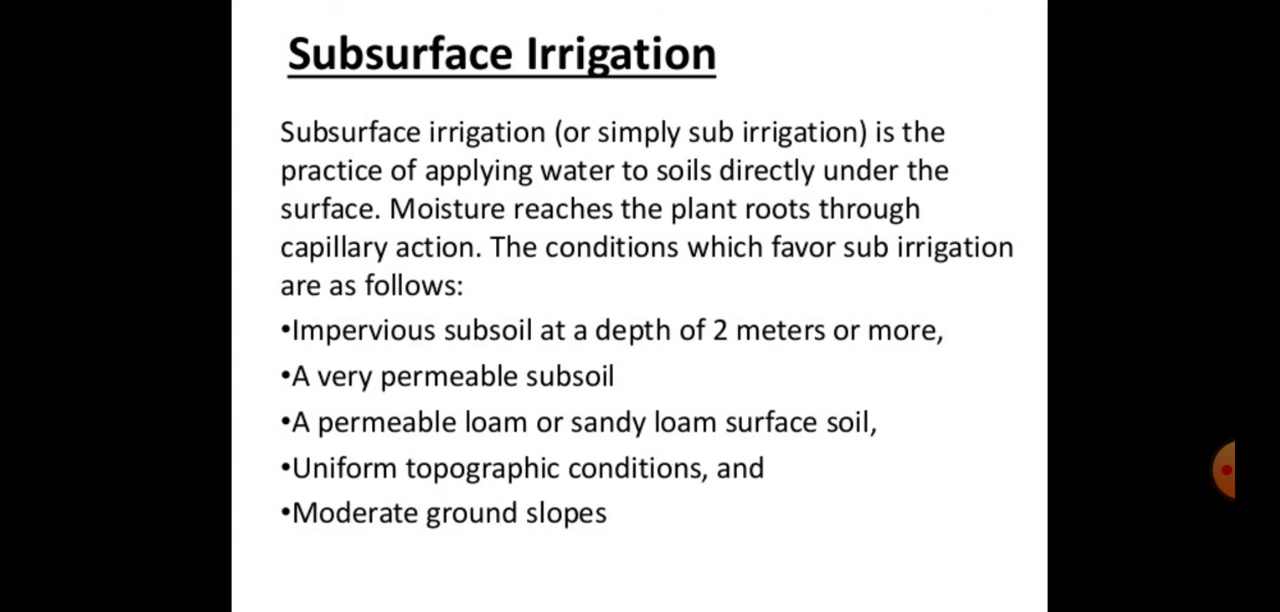 Subsurface Irrigation
Subsurface irrigation (or simply sub irrigation) is the
practice of applying water to soils directly under the
surface. Moisture reaches the plant roots through
capillary action. The conditions which favor sub irrigation
are as follows:
•Impervious subsoil at a depth of 2 meters or more,
•A very permeable subsoil
•A permeable loam or sandy loam surface soil,
•Uniform topographic conditions, and
•Moderate ground slopes